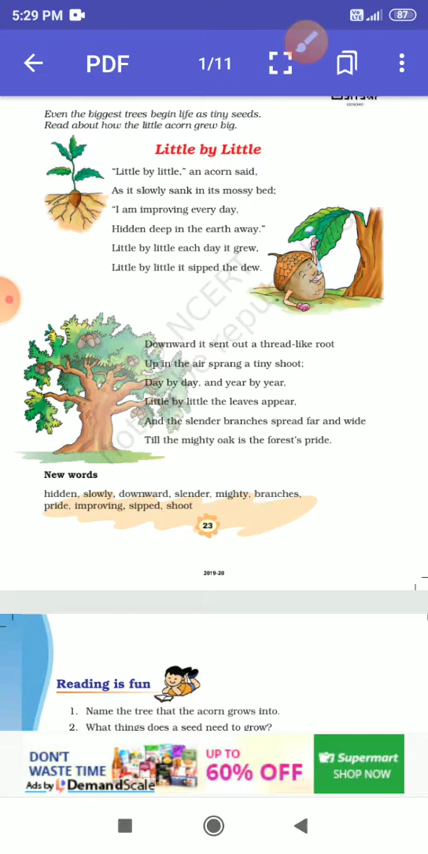 5:29 PM
Vo LTE
87
PDF
1/11
Even the biggest trees begin life as tiny seeds.
Read about how the little acorn grew big.
Little by Little
“Little by little,” an acorn said,
As it slowly sank in its mossy bed;
“I am improving every day,
Hidden deep in the earth away.”
Little by little each day it grew,
Little by little it sipped the dew.
Downward it sent out a thread-like root
Up in the air sprang a tiny shoot;
Day by day, and year by year,
Little by little the leaves appear,
And the slender branches spread far and wide
Till the mighty oak is the forest’s pride.
New words
hidden, slowly, downward, slender, mighty, branches,
pride, improving, sipped, shoot
23
2019-20
Reading is fun
1. Name the tree that the acorn grows into.
2. What things does a seed need to grow?
DON'T
WASTE TIME
Ads by DemandScale
UP TO
60% OFF
Supermart
SHOP NOW